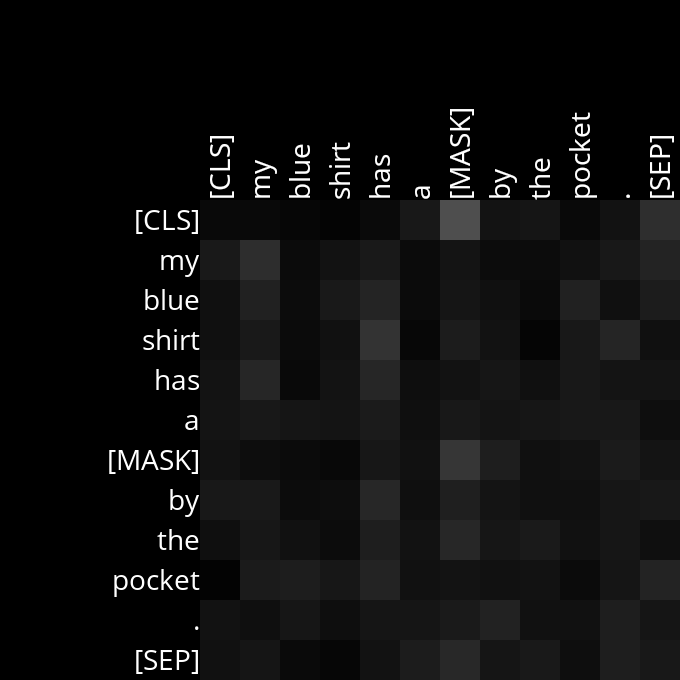 [CLS] my blue shirt has a [MASK] by the pocket . [SEP]
[CLS]
my
blue
shirt
has
a
[MASK]
by
the
pocket
.
[SEP]